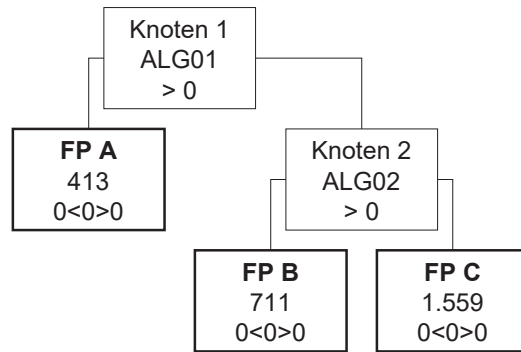 Knoten 1
ALG01
> 0
FP A
413
0<0>0
Knoten 2
ALG02
> 0
FP B
711
0<0>0
FP C
1.559
0<0>0